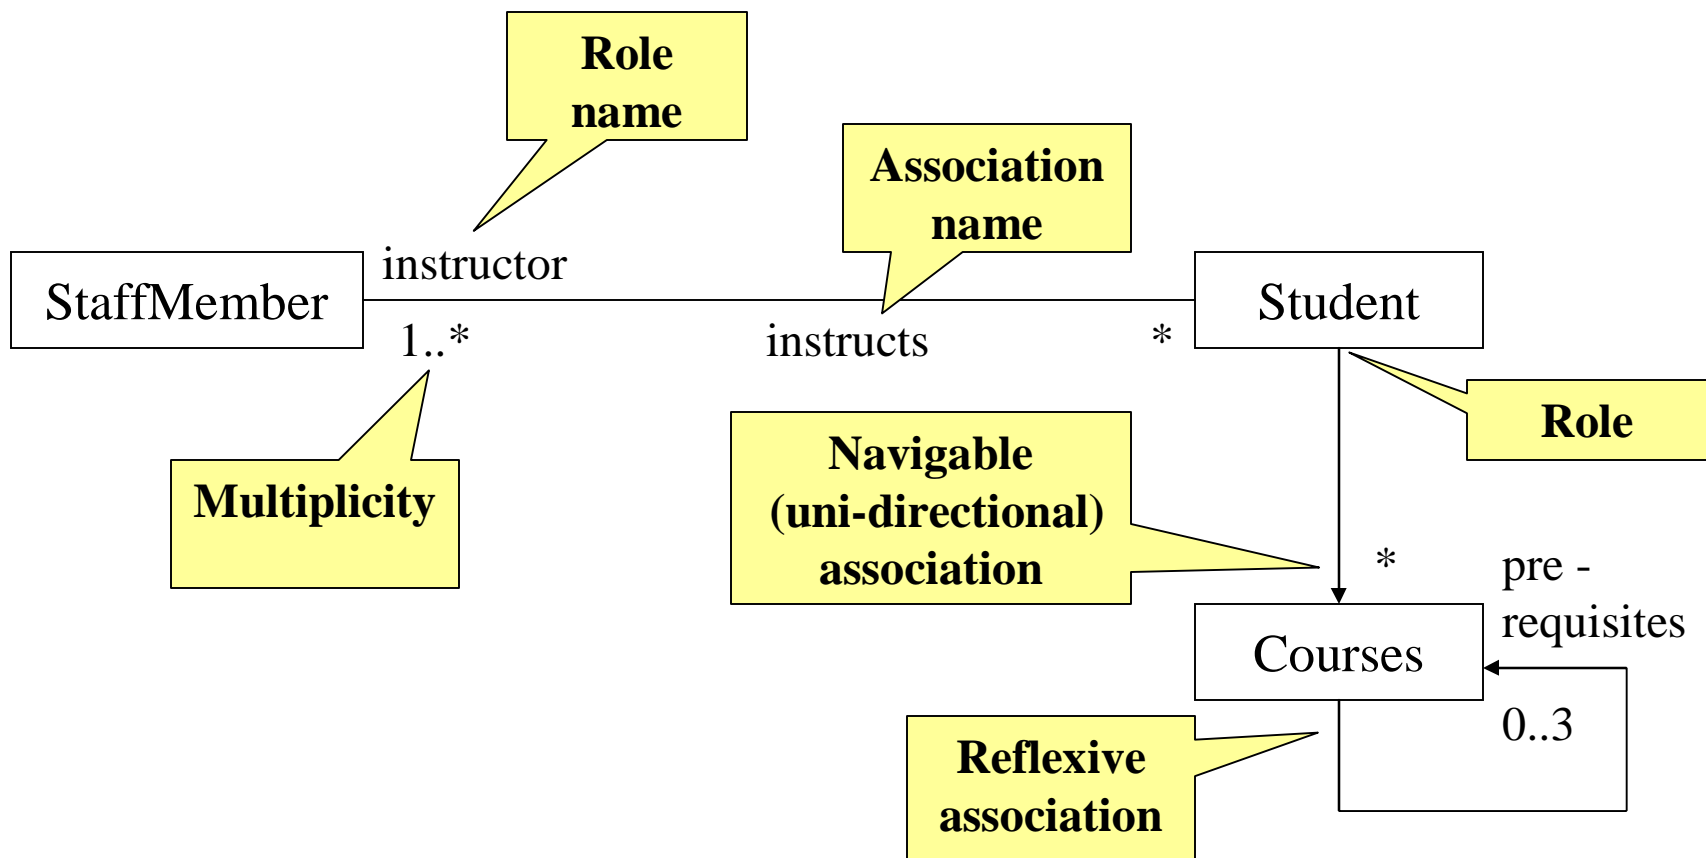 Role
name
Association
name
instructor
StaffMember
Student
1..*
instructs
*
Role
Multiplicity
Navigable
(uni-directional)
association
*
pre -
requisites
Courses
0..3
Reflexive
association